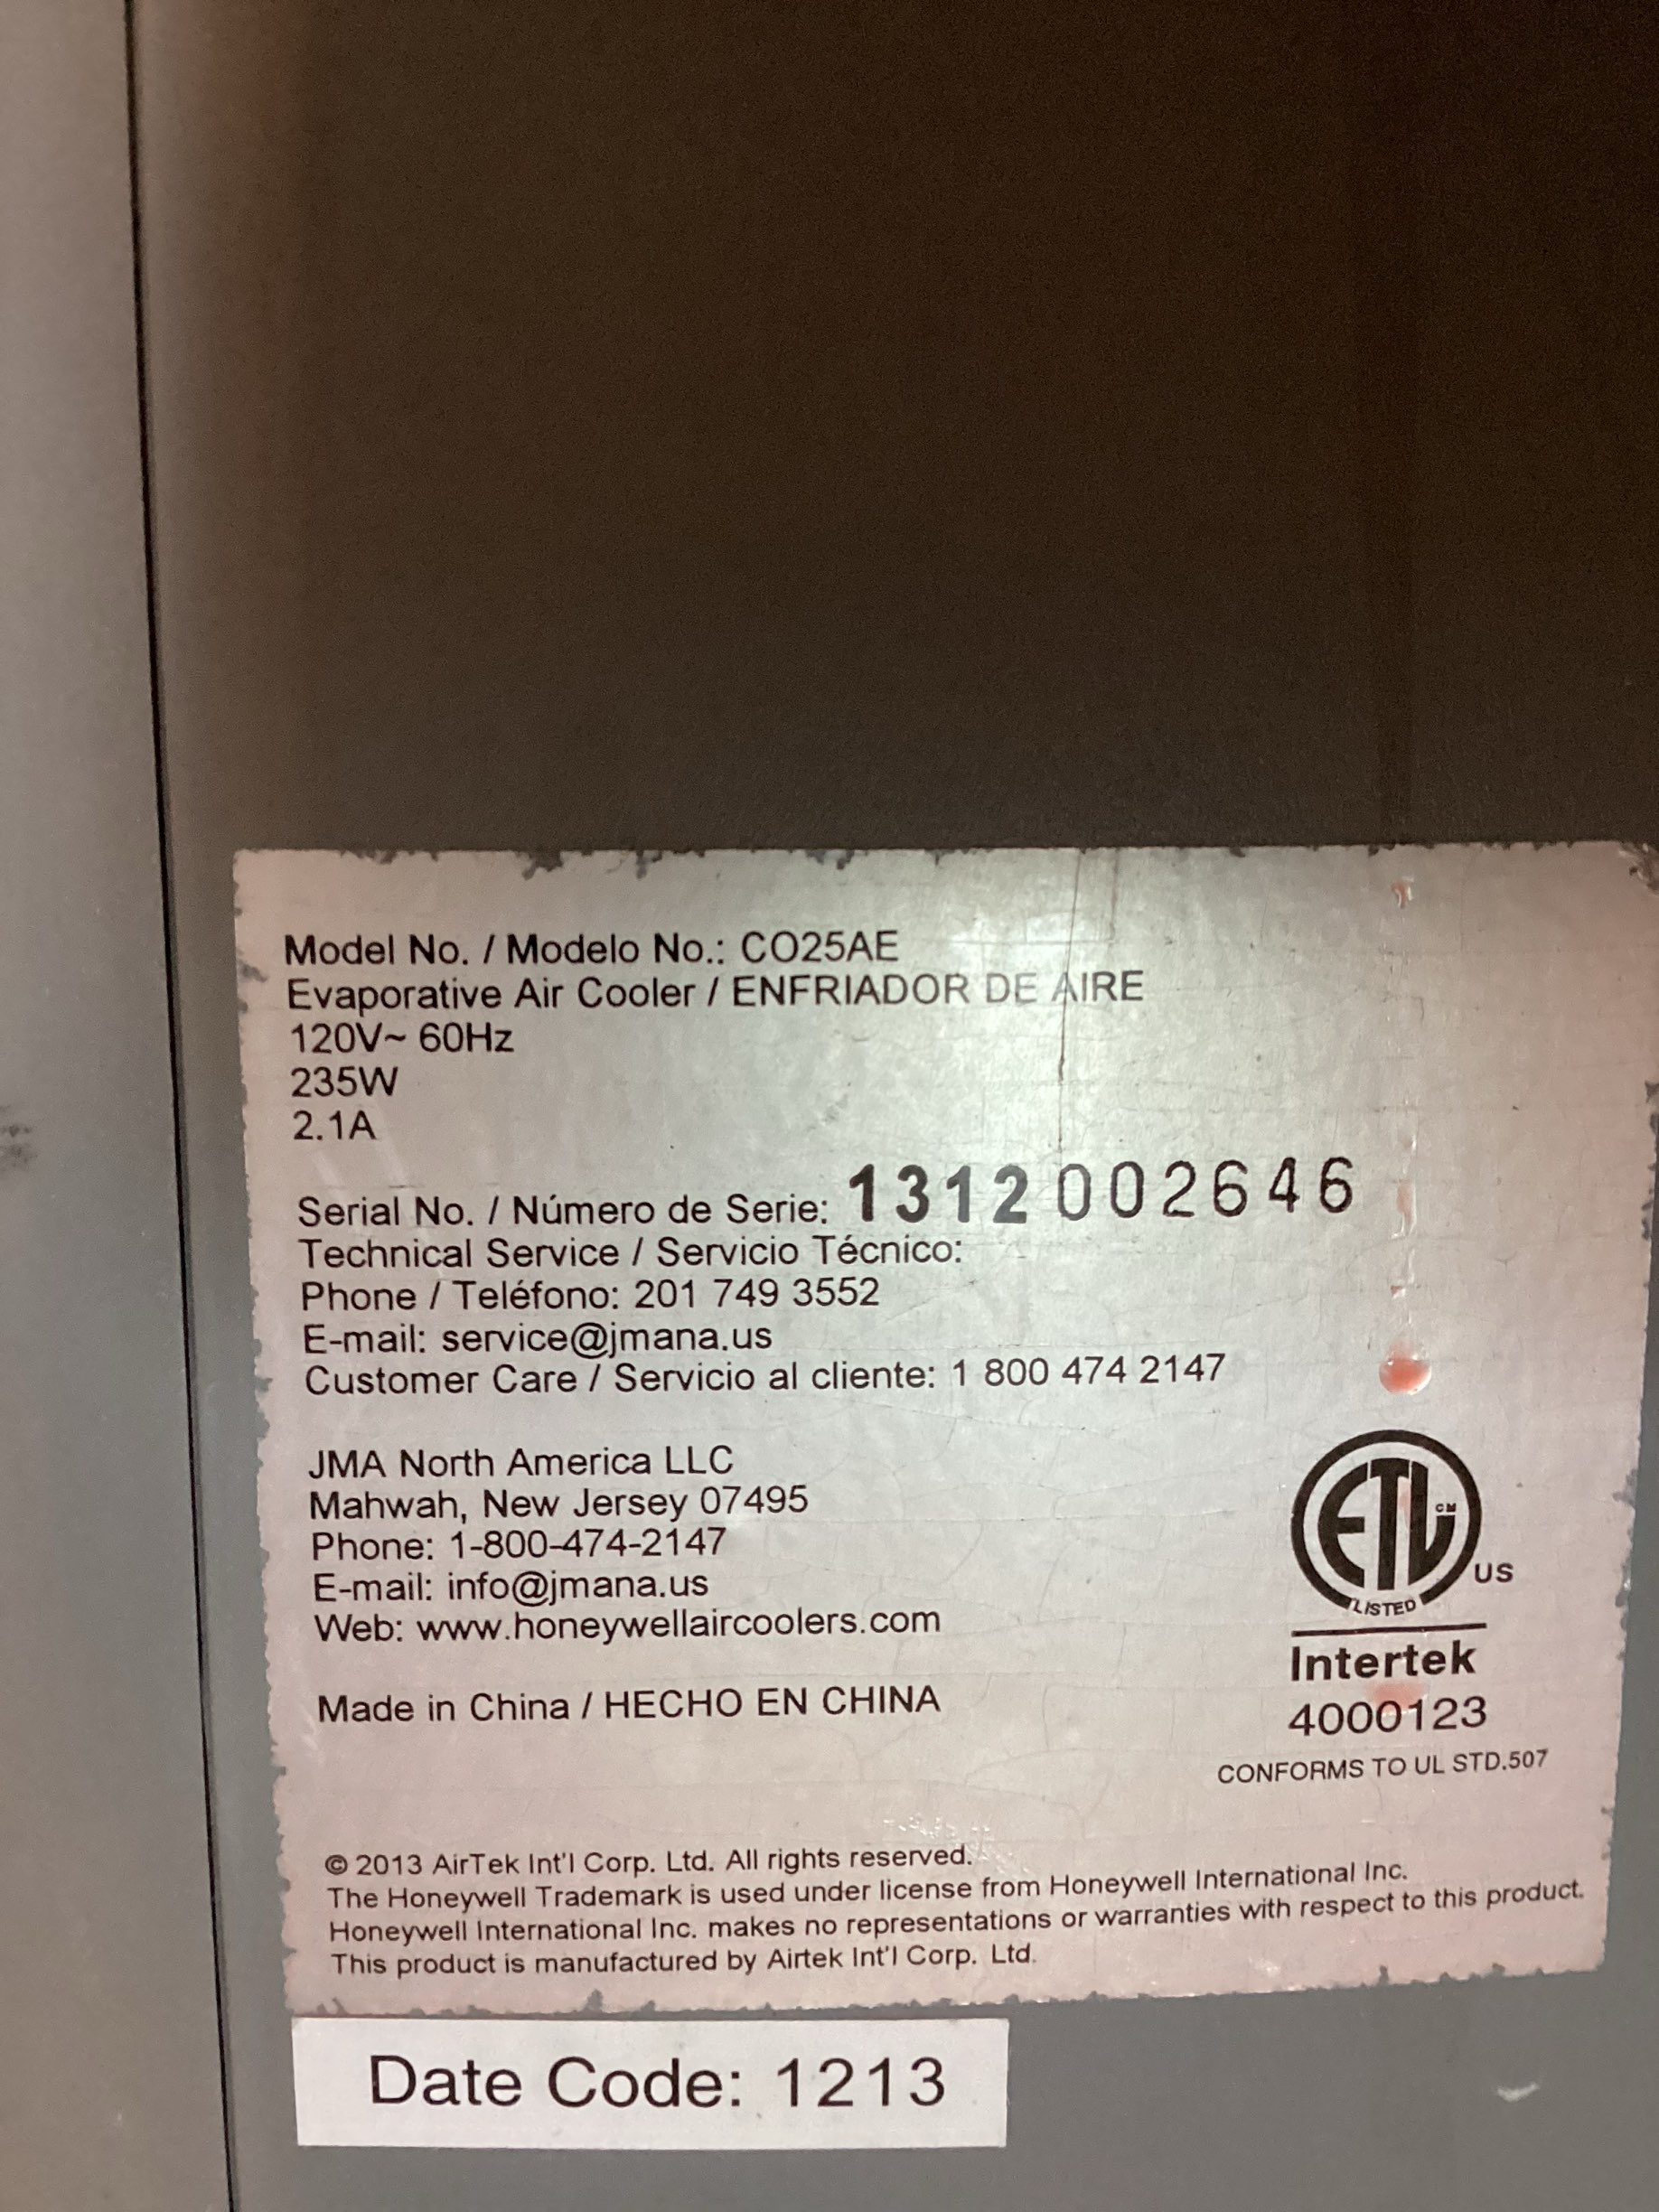 Model No. / Modelo No.: CO25AE
Evaporative Air Cooler / ENFRIADOR DE AIRE
120V~ 60Hz
235W
2.1A
Serial No. / Número de Serie: 1312002646
Technical Service / Servicio Técnico:
Phone / Teléfono: 201 749 3552
E-mail: service@jmana.us
Customer Care / Servicio al cliente: 1 800 474 2147
JMA North America LLC
Mahwah, New Jersey 07495
Phone: 1-800-474-2147
E-mail: info@jmana.us
Web: www.honeywellaircoolers.com
Made in China / HECHO EN CHINA
ETL CM
US
LISTED
Intertek
4000123
CONFORMS TO UL STD.507
© 2013 AirTek Int'l Corp. Ltd. All rights reserved.
The Honeywell Trademark is used under license from Honeywell International Inc.
Honeywell International Inc. makes no representations or warranties with respect to this product.
This product is manufactured by Airtek Int'l Corp. Ltd.
Date Code: 1213